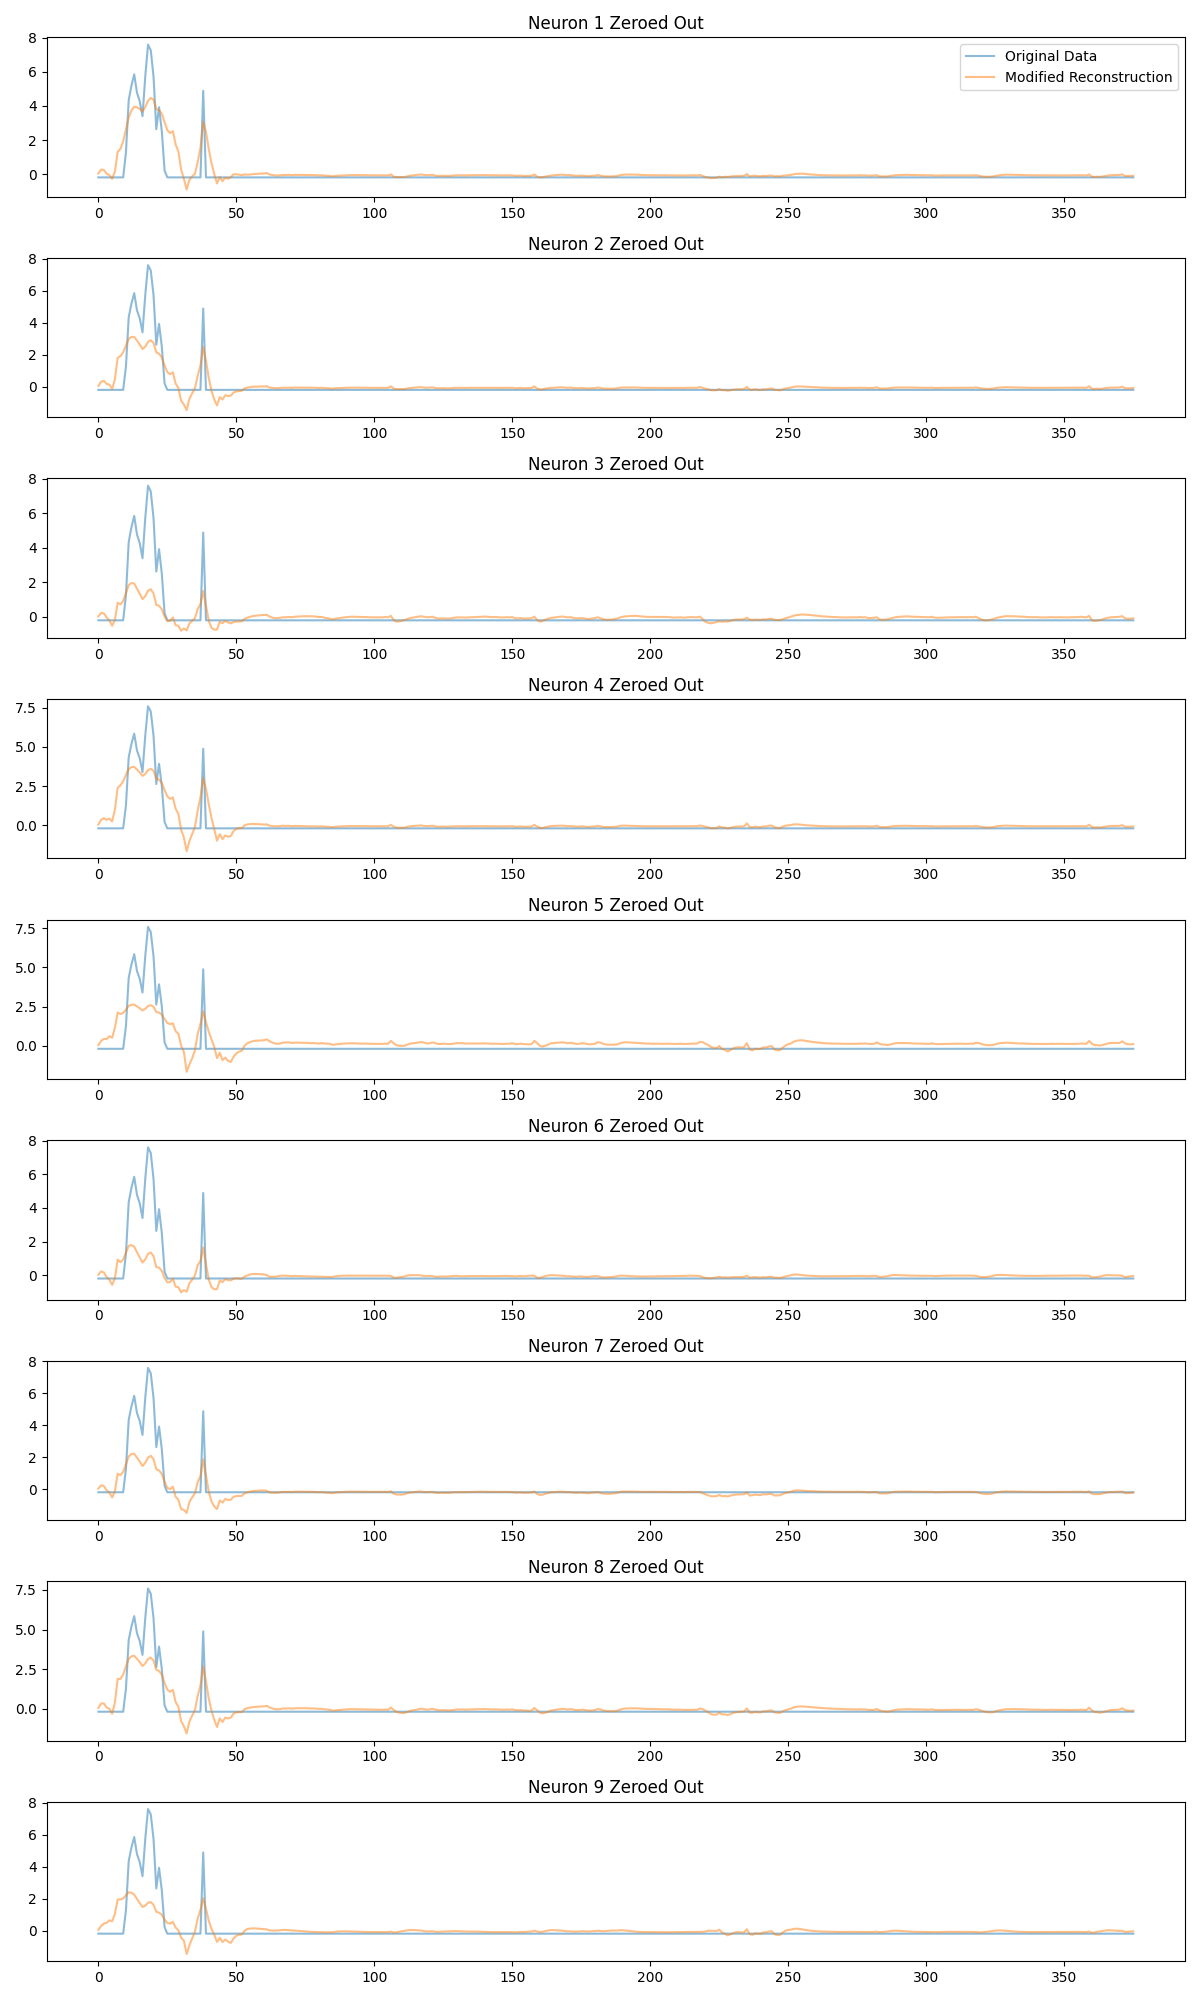 Neuron 1 Zeroed Out
Original Data
Modified Reconstruction
8
6
4
2
0
0 50 100 150 200 250 300 350
Neuron 2 Zeroed Out
8
6
4
2
0
0 50 100 150 200 250 300 350
Neuron 3 Zeroed Out
8
6
4
2
0
0 50 100 150 200 250 300 350
Neuron 4 Zeroed Out
7.5
5.0
2.5
0.0
0 50 100 150 200 250 300 350
Neuron 5 Zeroed Out
7.5
5.0
2.5
0.0
0 50 100 150 200 250 300 350
Neuron 6 Zeroed Out
8
6
4
2
0
0 50 100 150 200 250 300 350
Neuron 7 Zeroed Out
8
6
4
2
0
0 50 100 150 200 250 300 350
Neuron 8 Zeroed Out
7.5
5.0
2.5
0.0
0 50 100 150 200 250 300 350
Neuron 9 Zeroed Out
8
6
4
2
0
0 50 100 150 200 250 300 350